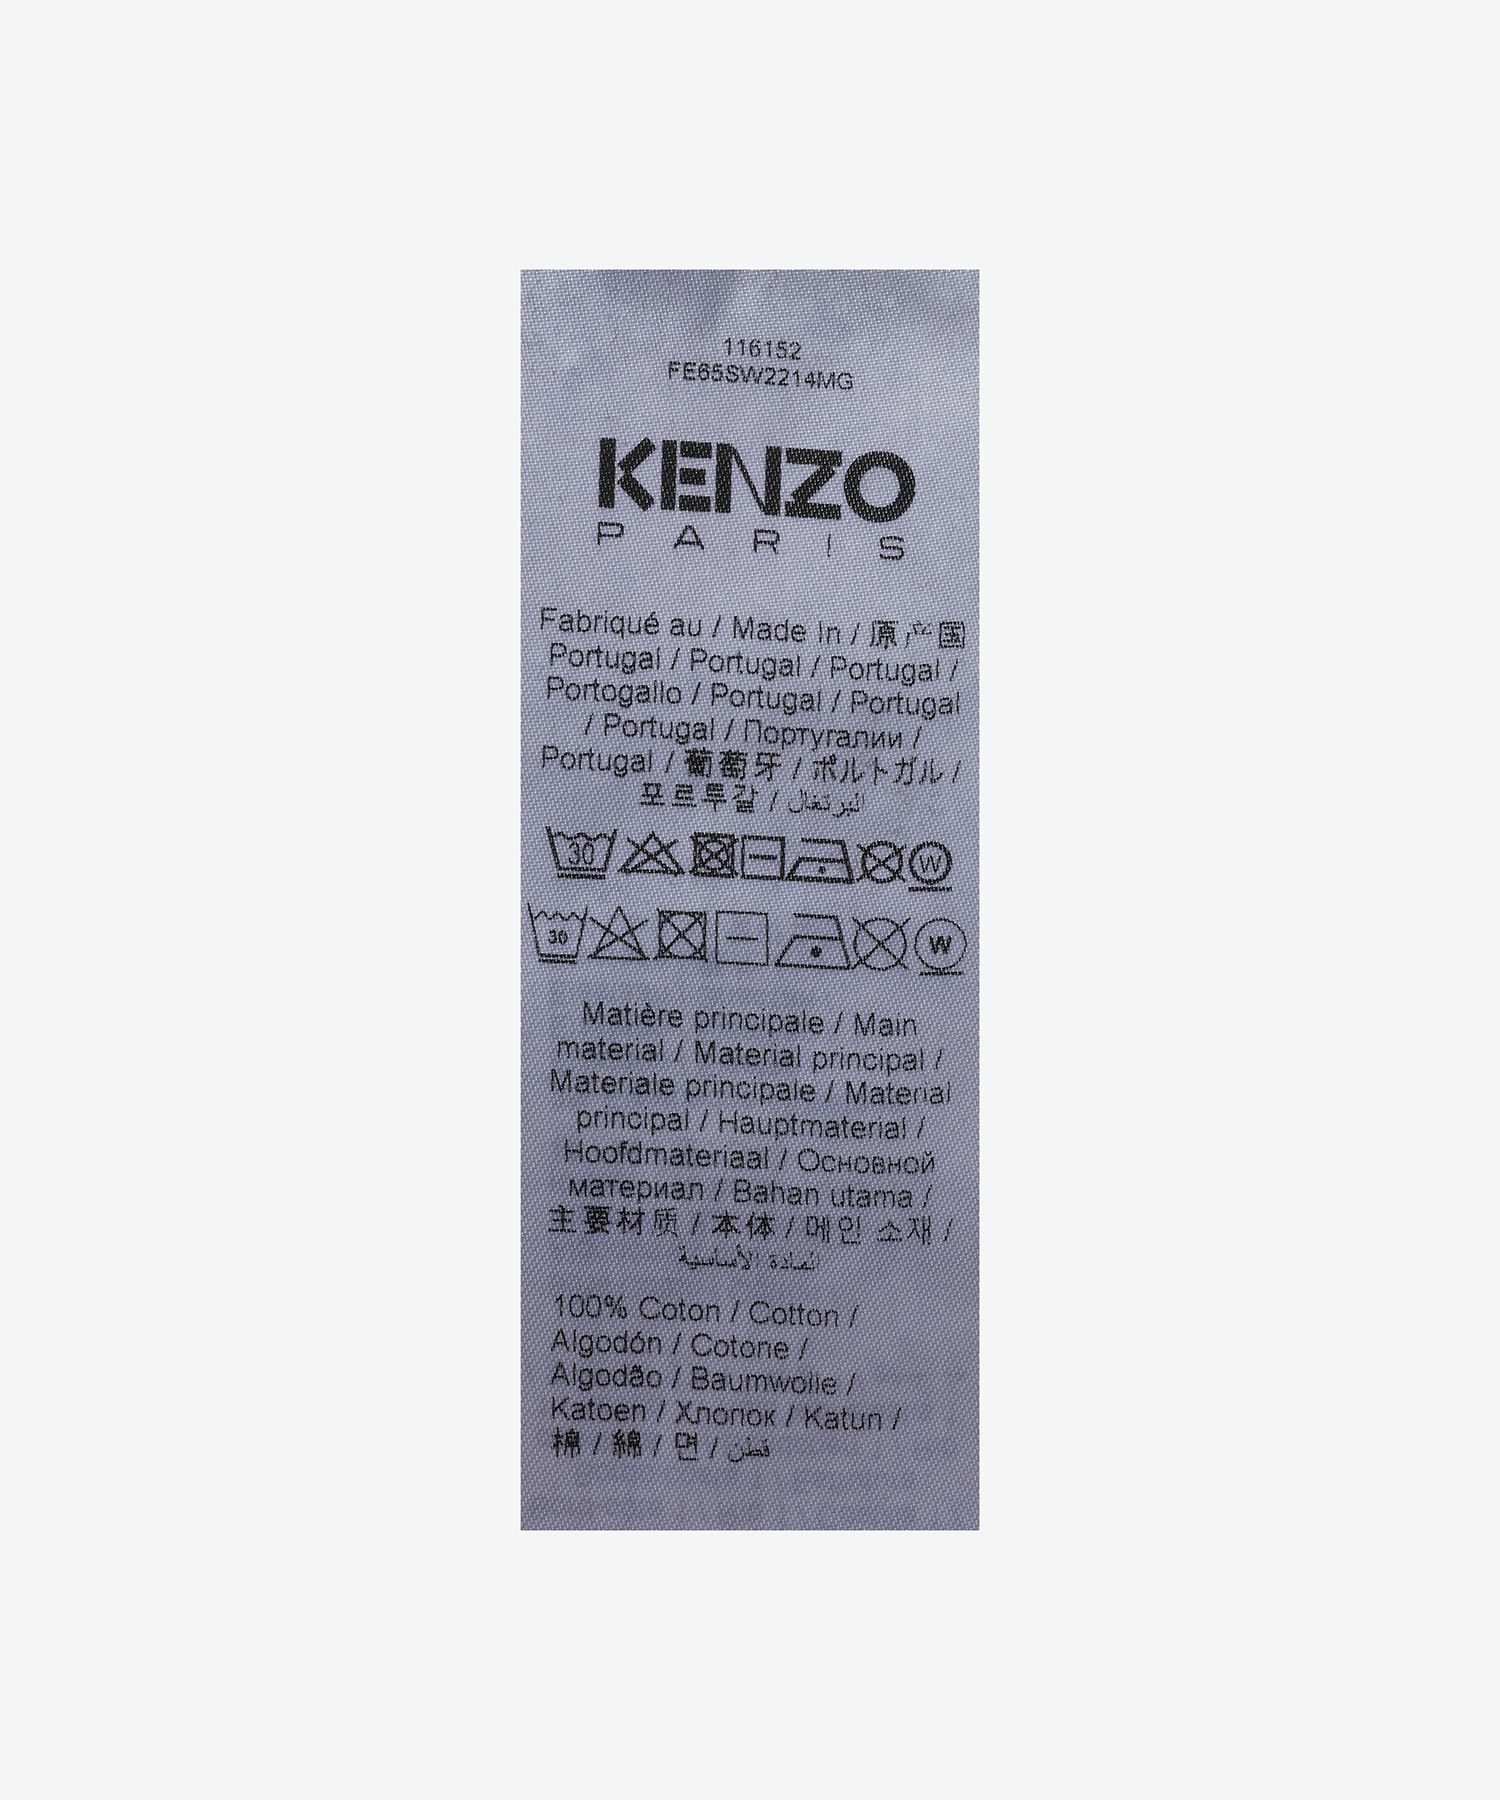 116152
FE65SW2214MG
KENZO
PARIS
Fabriqué au / Made In / 原产国
Portugal / Portugal / Portugal /
Portogallo / Portugal / Portugal
/ Portugal / Португалии /
Portugal / 葡萄牙 / ポルトガル /
포르투갈 / البرتغال
30 W
30 W
Matière principale / Main
material / Material principal /
Materiale principale / Material
principal / Hauptmaterial /
Hoofdmateriaal / Основной
материал / Bahan utama /
主要材质 / 本体 / 메인 소재 /
المادة الأساسية
100% Coton / Cotton /
Algodón / Cotone /
Algodão / Baumwolle /
Katoen / Хлопок / Katun /
棉 / 綿 / 면 / قطن